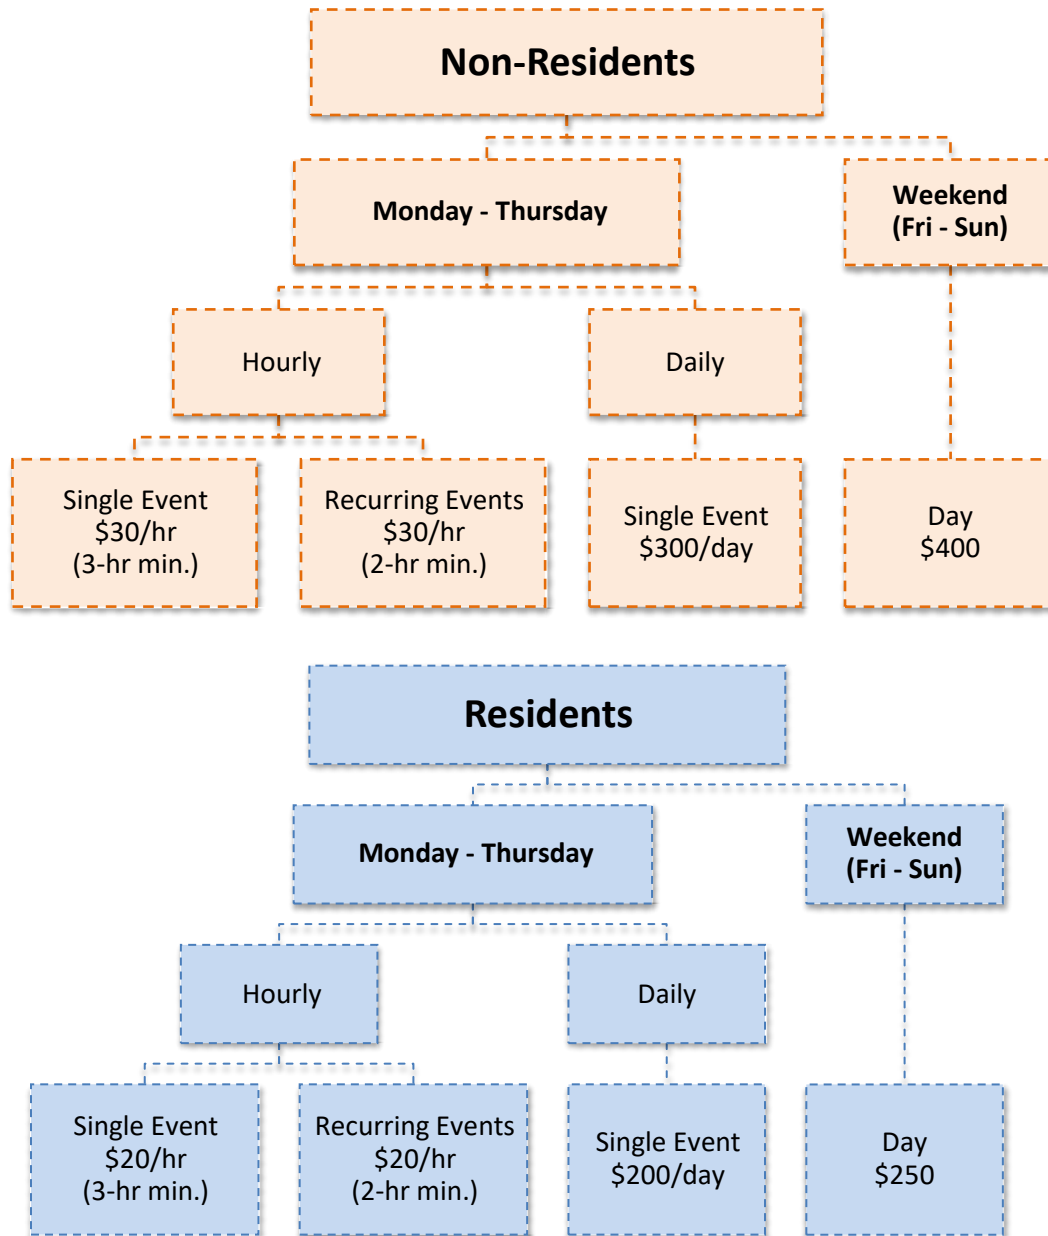 Non-Residents
Monday - Thursday
Weekend
(Fri - Sun)
Hourly
Daily
Single Event
$30/hr
(3-hr min.)
Recurring Events
$30/hr
(2-hr min.)
Single Event
$300/day
Day
$400
Residents
Monday - Thursday
Weekend
(Fri - Sun)
Hourly
Daily
Single Event
$20/hr
(3-hr min.)
Recurring Events
$20/hr
(2-hr min.)
Single Event
$200/day
Day
$250